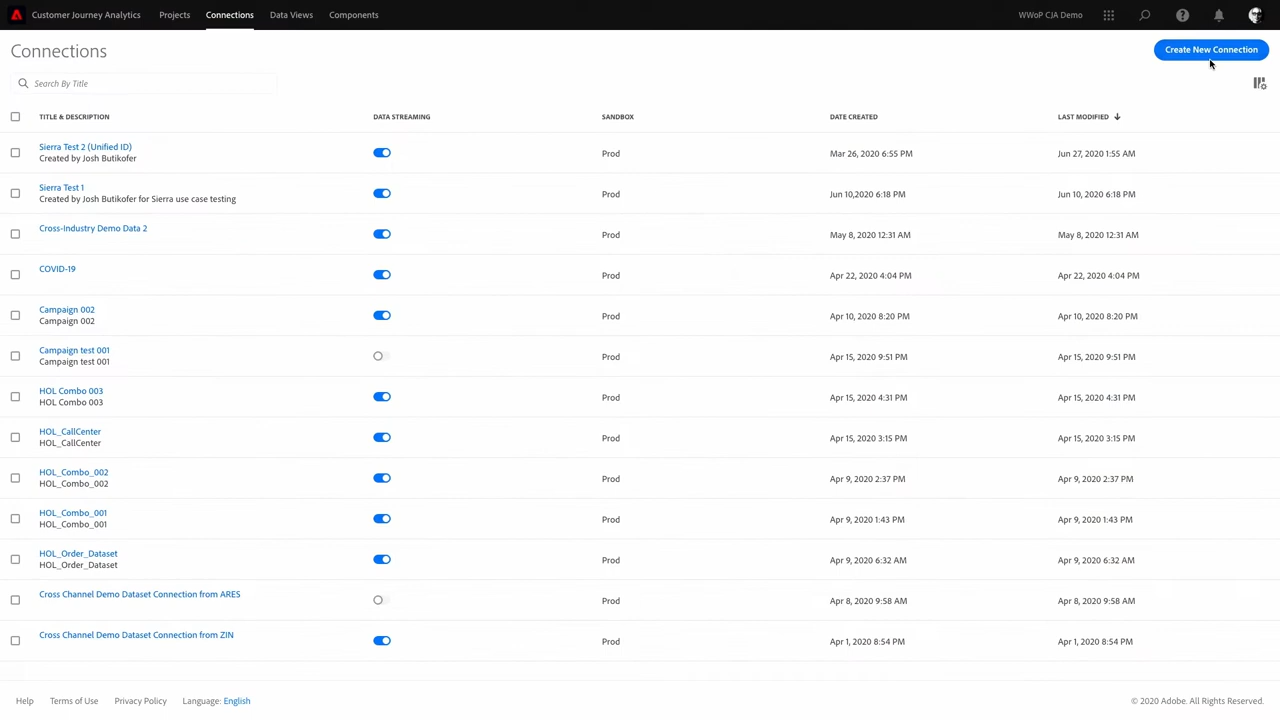 Customer Journey Analytics Projects Connections Data Views Components WWoP CJA Demo
Connections
Create New Connection
Search By Title
TITLE & DESCRIPTION DATA STREAMING SANDBOX DATE CREATED LAST MODIFIED
Sierra Test 2 (Unified ID)
Created by Josh Butikofer
Prod Mar 26, 2020 6:55 PM Jun 27, 2020 1:55 AM
Sierra Test 1
Created by Josh Butikofer for Sierra use case testing
Prod Jun 10,2020 6:18 PM Jun 10, 2020 6:18 PM
Cross-Industry Demo Data 2
Prod May 8, 2020 12:31 AM May 8, 2020 12:31 AM
COVID-19
Prod Apr 22, 2020 4:04 PM Apr 22, 2020 4:04 PM
Campaign 002
Campaign 002
Prod Apr 10, 2020 8:20 PM Apr 10, 2020 8:20 PM
Campaign test 001
Campaign test 001
Prod Apr 15, 2020 9:51 PM Apr 15, 2020 9:51 PM
HOL Combo 003
HOL Combo 003
Prod Apr 15, 2020 4:31 PM Apr 15, 2020 4:31 PM
HOL_CallCenter
HOL_CallCenter
Prod Apr 15, 2020 3:15 PM Apr 15, 2020 3:15 PM
HOL_Combo_002
HOL_Combo_002
Prod Apr 9, 2020 2:37 PM Apr 9, 2020 2:37 PM
HOL_Combo_001
HOL_Combo_001
Prod Apr 9, 2020 1:43 PM Apr 9, 2020 1:43 PM
HOL_Order_Dataset
HOL_Order_Dataset
Prod Apr 9, 2020 6:32 AM Apr 9, 2020 6:32 AM
Cross Channel Demo Dataset Connection from ARES
Prod Apr 8, 2020 9:58 AM Apr 8, 2020 9:58 AM
Cross Channel Demo Dataset Connection from ZIN
Prod Apr 1, 2020 8:54 PM Apr 1, 2020 8:54 PM
Help Terms of Use Privacy Policy Language: English © 2020 Adobe. All Rights Reserved.